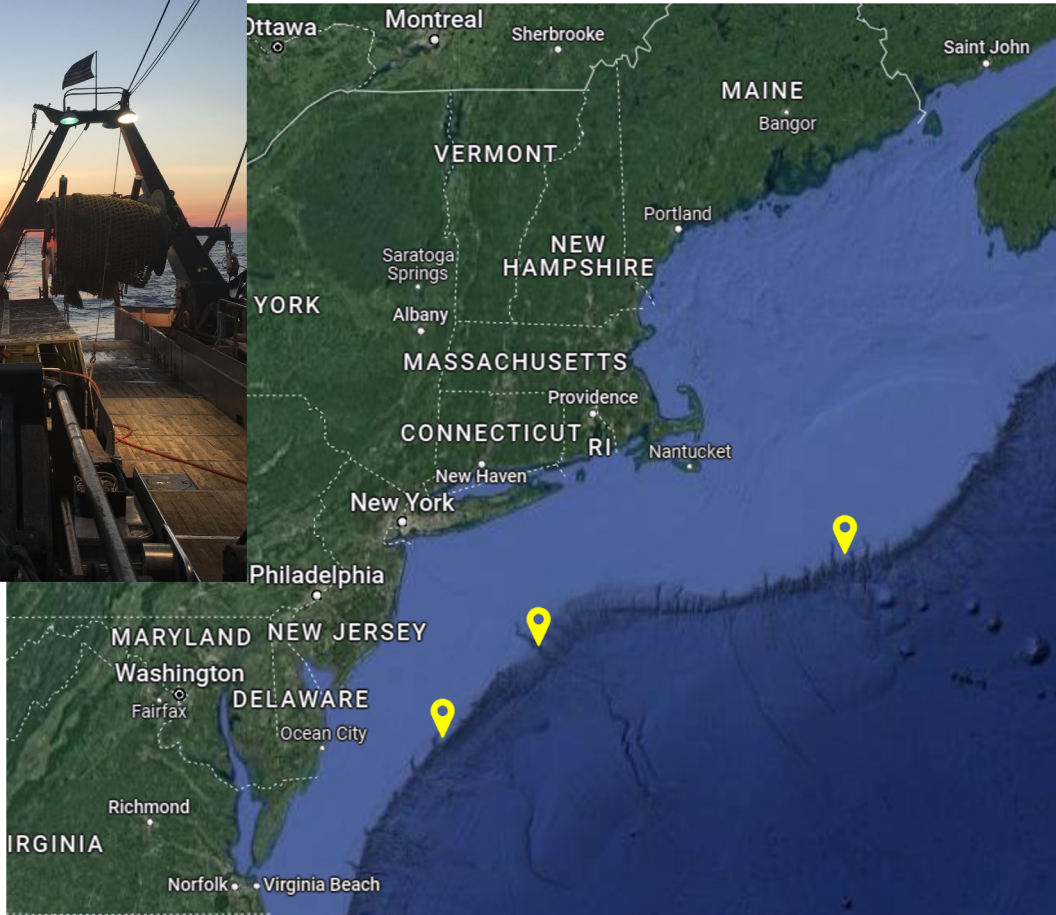 Ottawa
Montreal
Sherbrooke
Saint John
MAINE
Bangor
VERMONT
Portland
NEW
HAMPSHIRE
Saratoga
Springs
YORK
Albany
MASSACHUSETTS
Providence
CONNECTICUT
RI
Nantucket
New Haven
New York
Philadelphia
MARYLAND
NEW JERSEY
Washington
DELAWARE
Fairfax
Ocean City
Richmond
IRGINIA
Norfolk
Virginia Beach